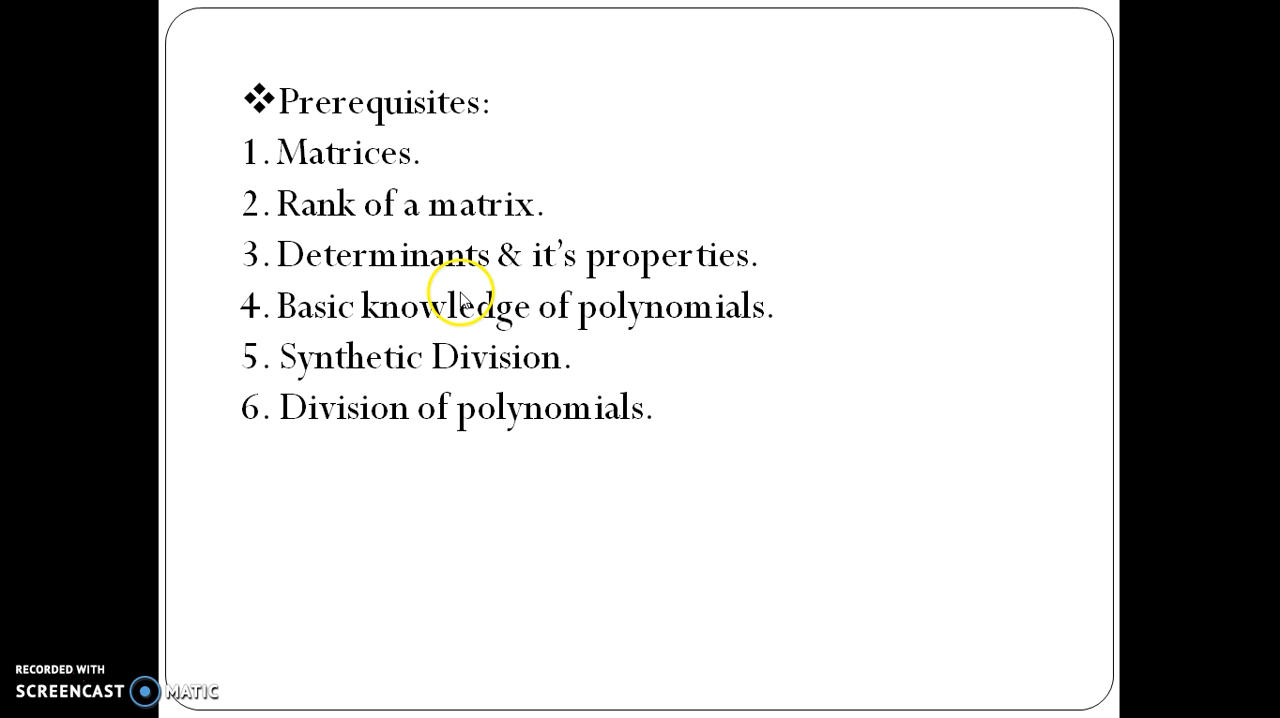 ❖Prerequisites:
1. Matrices.
2. Rank of a matrix.
3. Determinants & it's properties.
4. Basic knowledge of polynomials.
5. Synthetic Division.
6. Division of polynomials.
RECORDED WITH
SCREENCAST MATIC